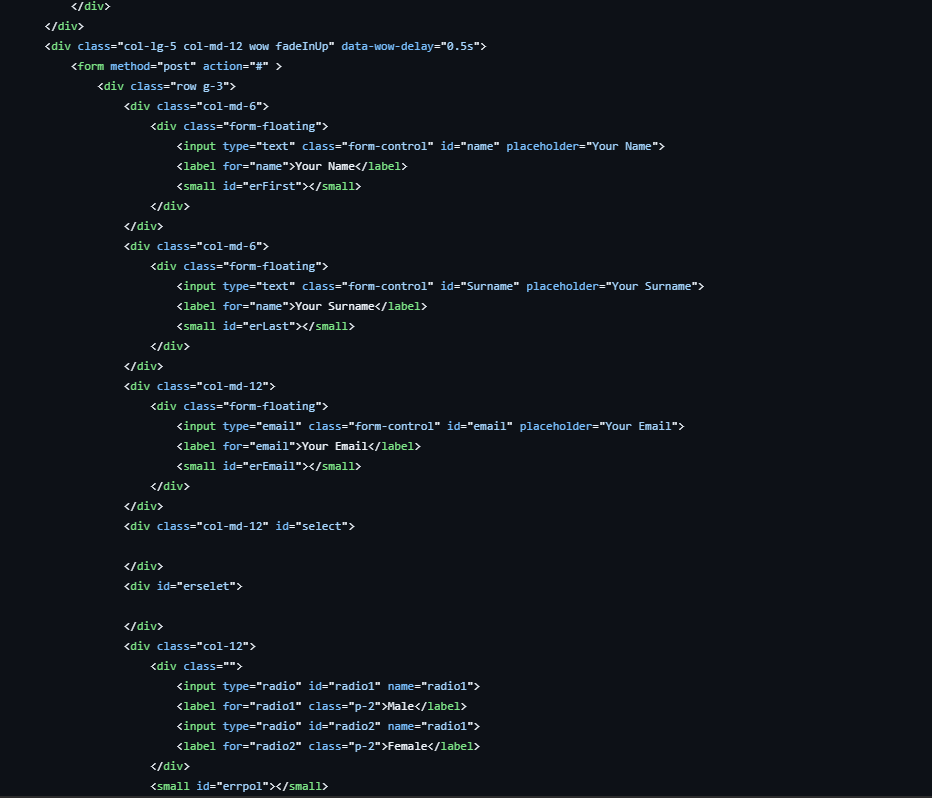 </div>
</div>
<div class="col-lg-5 col-md-12 wow fadeInUp" data-wow-delay="0.5s">
<form method="post" action="#" >
<div class="row g-3">
<div class="col-md-6">
<div class="form-floating">
<input type="text" class="form-control" id="name" placeholder="Your Name">
<label for="name">Your Name</label>
<small id="erFirst"></small>
</div>
</div>
<div class="col-md-6">
<div class="form-floating">
<input type="text" class="form-control" id="Surname" placeholder="Your Surname">
<label for="name">Your Surname</label>
<small id="erLast"></small>
</div>
</div>
<div class="col-md-12">
<div class="form-floating">
<input type="email" class="form-control" id="email" placeholder="Your Email">
<label for="email">Your Email</label>
<small id="erEmail"></small>
</div>
</div>
<div class="col-md-12" id="select">
</div>
<div id="erselet">
</div>
<div class="col-12">
<div class="">
<input type="radio" id="radio1" name="radio1">
<label for="radio1" class="p-2">Male</label>
<input type="radio" id="radio2" name="radio1">
<label for="radio2" class="p-2">Female</label>
</div>
<small id="errpol"></small>